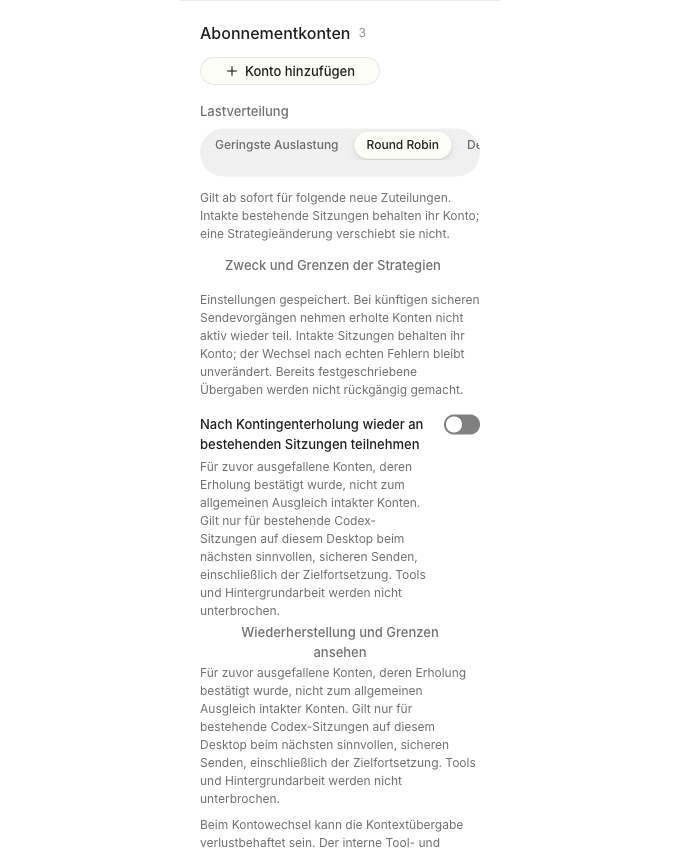 Abonnementkonten 3
+ Konto hinzufügen
Lastverteilung
Geringste Auslastung Round Robin
Gilt ab sofort für folgende neue Zuteilungen.
Intakte bestehende Sitzungen behalten ihr Konto;
eine Strategieänderung verschiebt sie nicht.
Zweck und Grenzen der Strategien
Einstellungen gespeichert. Bei künftigen sicheren
Sendevorgängen nehmen erholte Konten nicht
aktiv wieder teil. Intakte Sitzungen behalten ihr
Konto; der Wechsel nach echten Fehlern bleibt
unverändert. Bereits festgeschriebene
Übergaben werden nicht rückgängig gemacht.
Nach Kontingenterholung wieder an
bestehenden Sitzungen teilnehmen
Für zuvor ausgefallene Konten, deren
Erholung bestätigt wurde, nicht zum
allgemeinen Ausgleich intakter Konten.
Gilt nur für bestehende Codex-
Sitzungen auf diesem Desktop beim
nächsten sinnvollen, sicheren Senden,
einschließlich der Zielfortsetzung. Tools
und Hintergrundarbeit werden nicht
unterbrochen.
Wiederherstellung und Grenzen
ansehen
Für zuvor ausgefallene Konten, deren Erholung
bestätigt wurde, nicht zum allgemeinen
Ausgleich intakter Konten. Gilt nur für
bestehende Codex-Sitzungen auf diesem
Desktop beim nächsten sinnvollen, sicheren
Senden, einschließlich der Zielfortsetzung. Tools
und Hintergrundarbeit werden nicht
unterbrochen.
Beim Kontowechsel kann die Kontextübergabe
verlustbehaftet sein. Der interne Tool- und